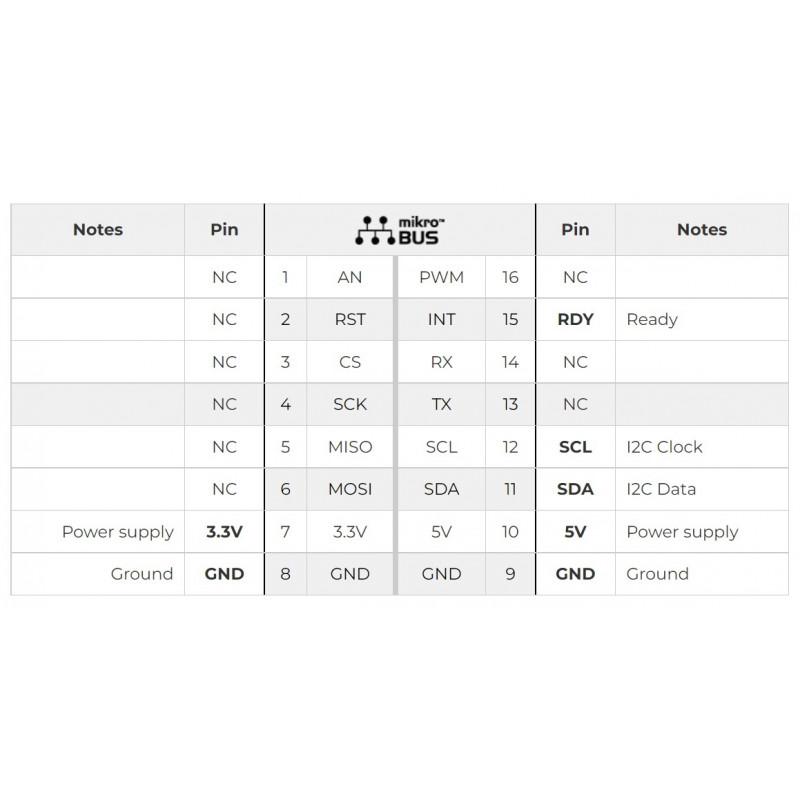 Notes Pin mikro™ BUS Pin Notes
NC 1 AN PWM 16 NC
NC 2 RST INT 15 RDY Ready
NC 3 CS RX 14 NC
NC 4 SCK TX 13 NC
NC 5 MISO SCL 12 SCL I2C Clock
NC 6 MOSI SDA 11 SDA I2C Data
Power supply 3.3V 7 3.3V 5V 10 5V Power supply
Ground GND 8 GND GND 9 GND Ground